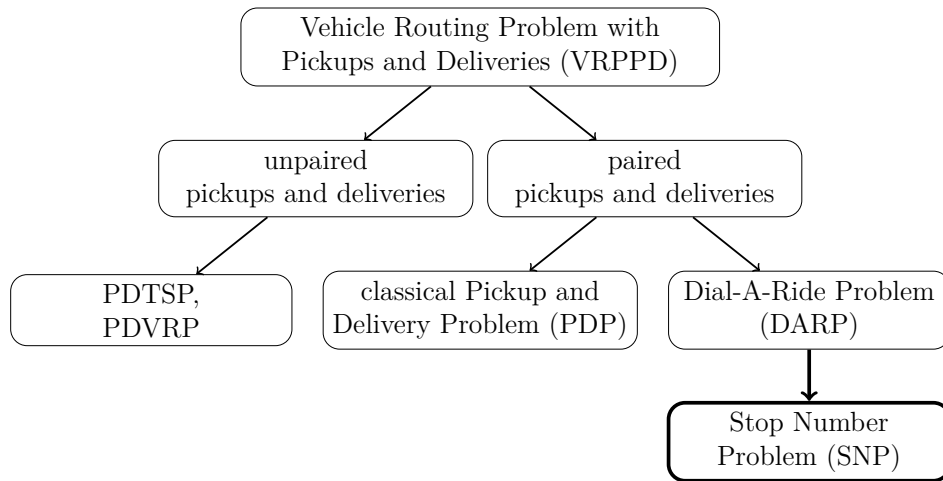 Vehicle Routing Problem with
Pickups and Deliveries (VRPPD)
unpaired
pickups and deliveries
paired
pickups and deliveries
PDTSP,
PDVRP
classical Pickup and
Delivery Problem (PDP)
Dial-A-Ride Problem
(DARP)
Stop Number
Problem (SNP)